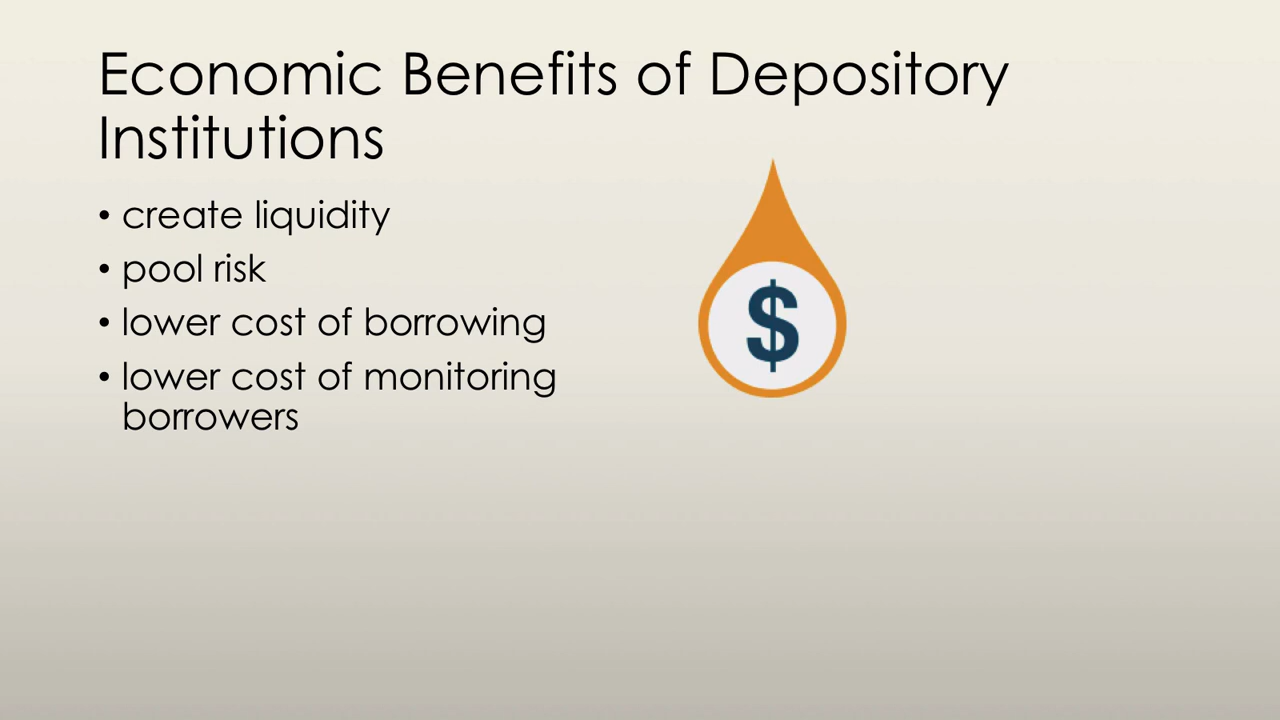 Economic Benefits of Depository
Institutions
• create liquidity
• pool risk
• lower cost of borrowing
• lower cost of monitoring
borrowers
$